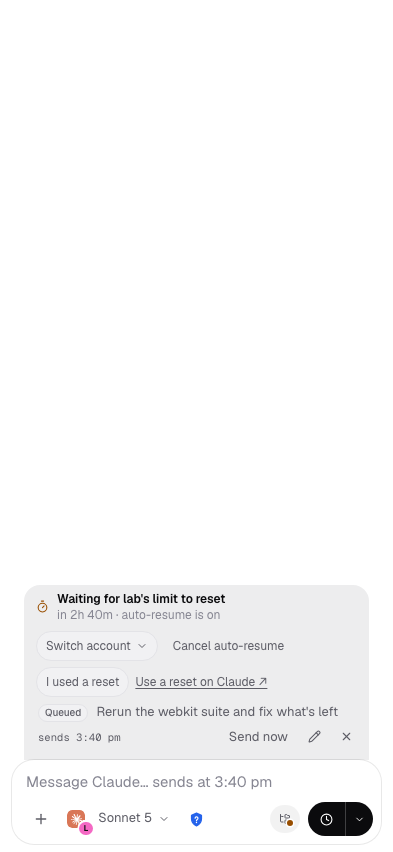 Waiting for lab's limit to reset
in 2h 40m · auto-resume is on
Switch account Cancel auto-resume
I used a reset Use a reset on Claude ↗
Queued Rerun the webkit suite and fix what's left
sends 3:40 pm Send now
Message Claude… sends at 3:40 pm
L Sonnet 5